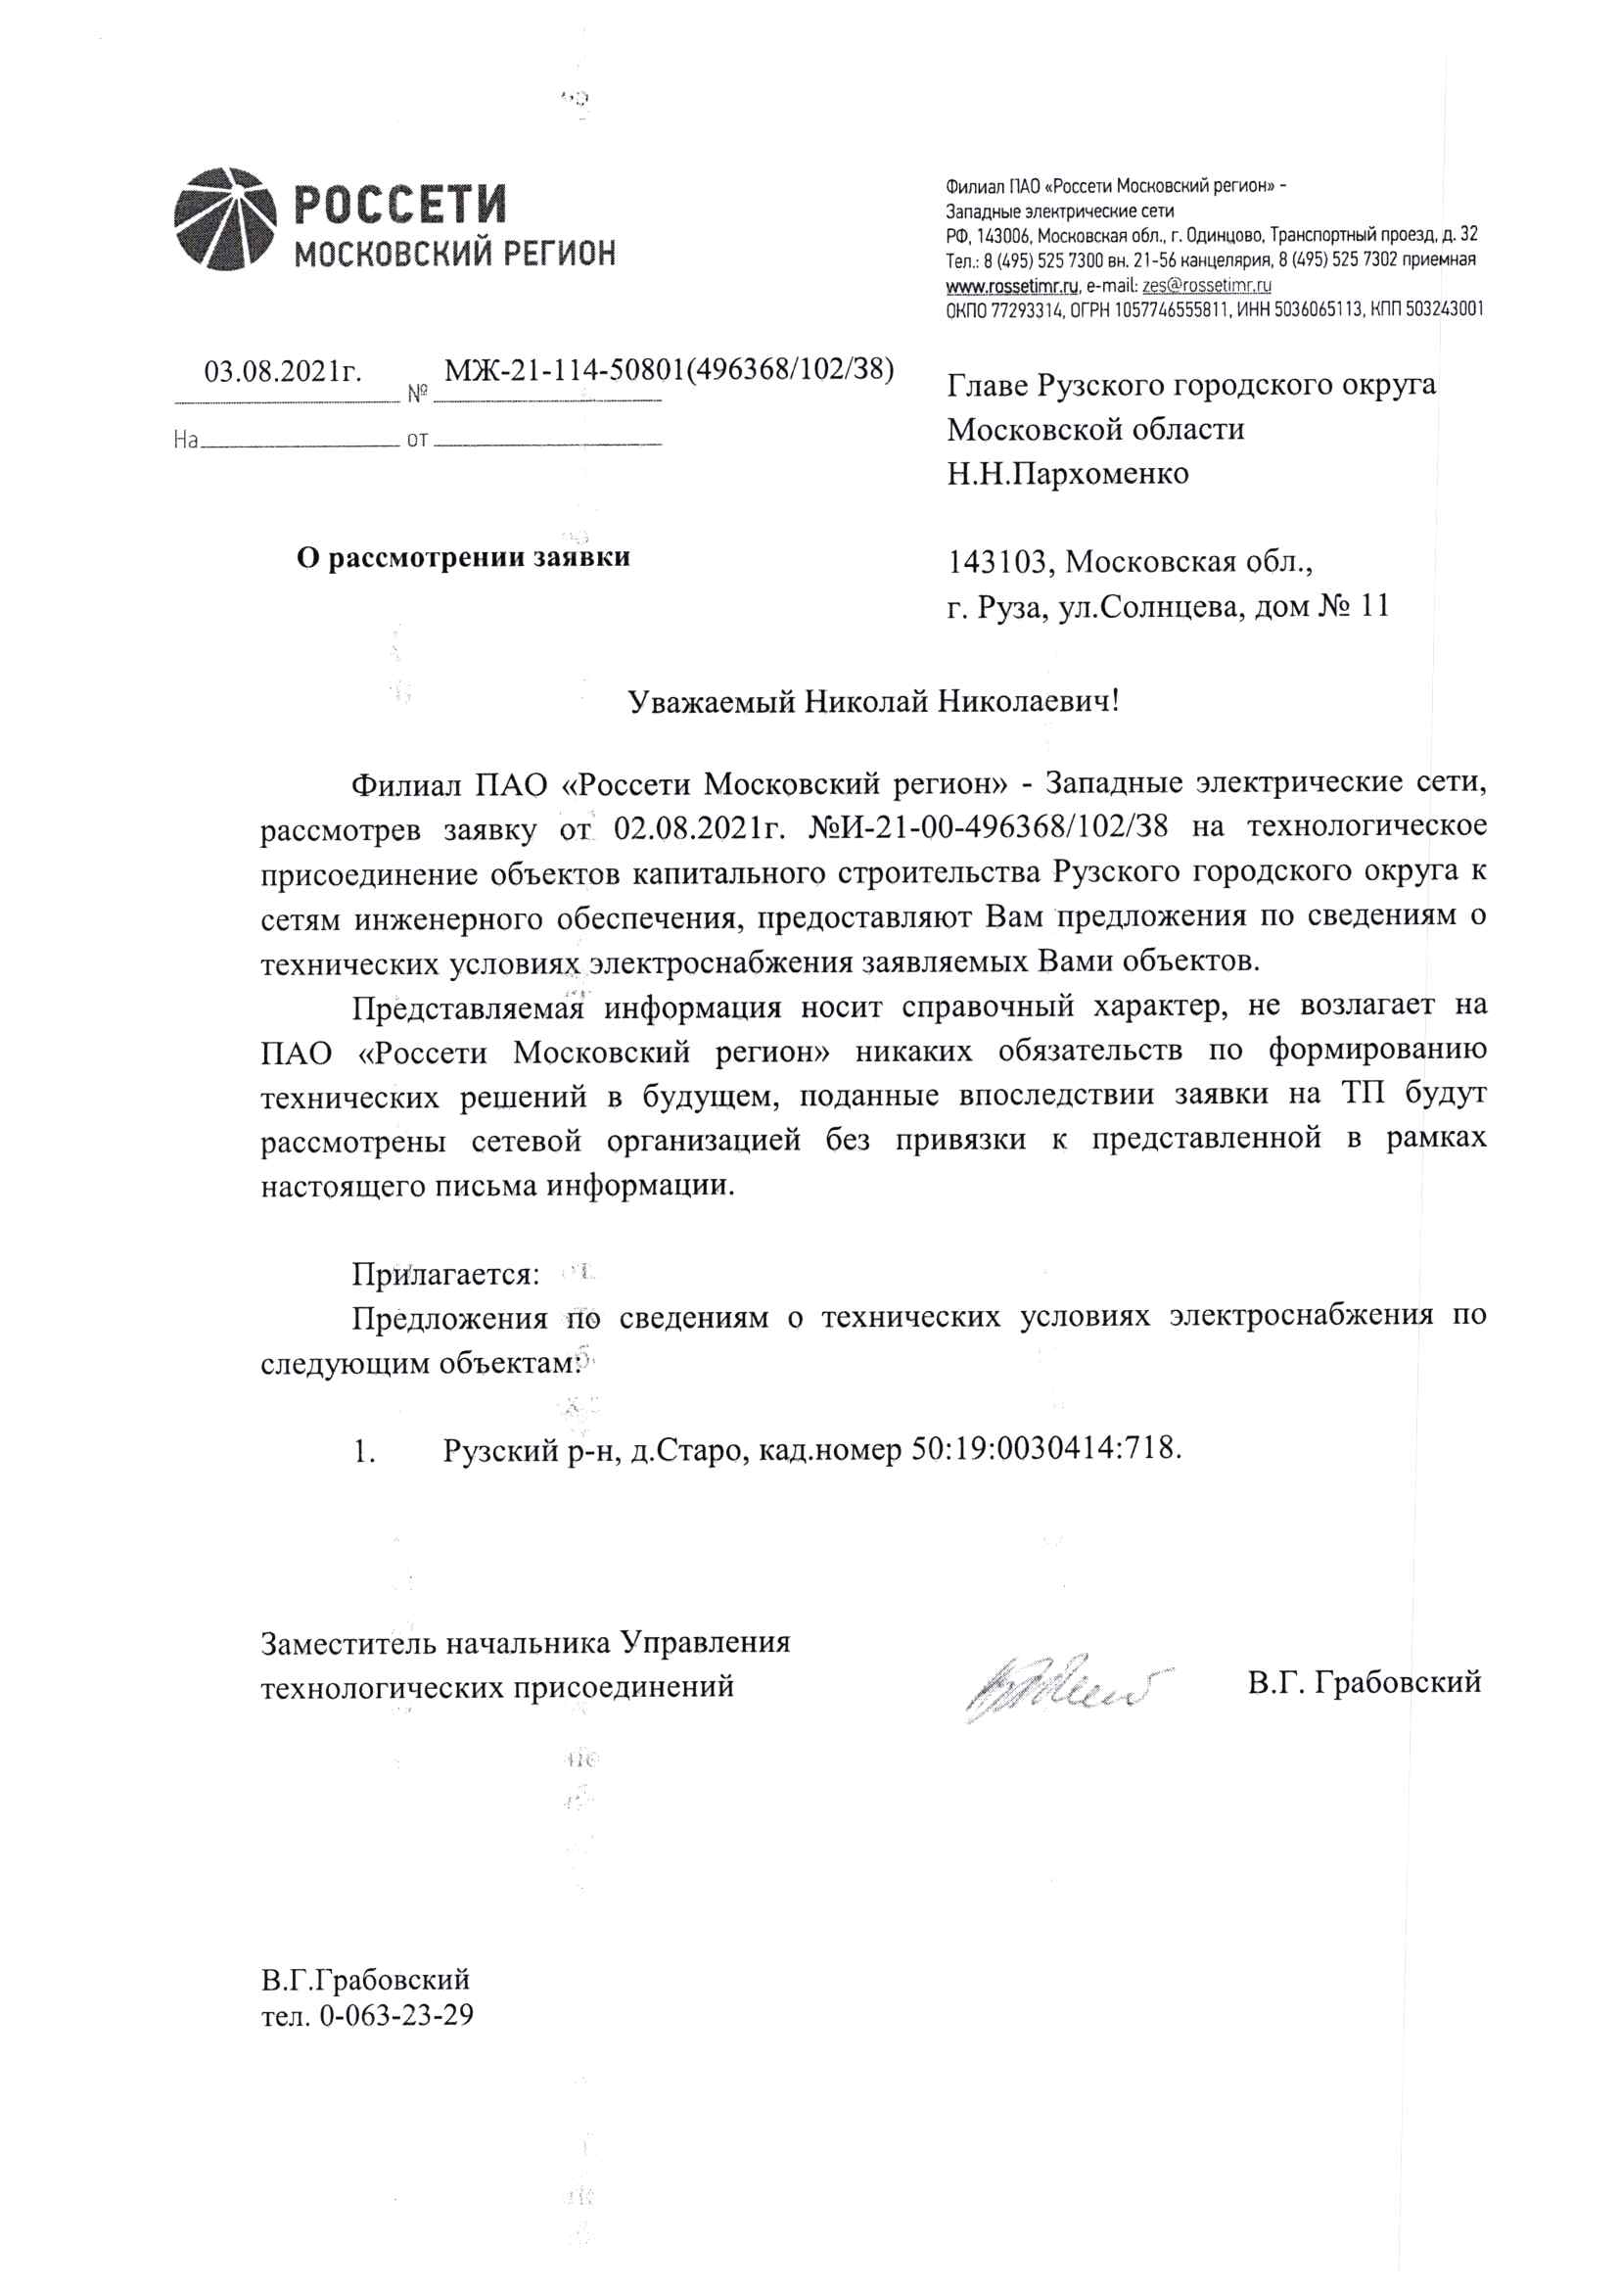 РОССЕТИ
МОСКОВСКИЙ РЕГИОН
Филиал ПАО «Россети Московский регион» -
Западные электрические сети
РФ, 143006, Московская обл., г. Одинцово, Транспортный проезд, д. 32
Тел.: 8 (495) 525 7300 вн. 21-56 канцелярия, 8 (495) 525 7302 приемная
www.rossetimr.ru, e-mail: zes@rossetimr.ru
ОКПО 77293314, ОГРН 1057746555811, ИНН 5036065113, КПП 503243001
03.08.2021г. № МЖ-21-114-50801(496368/102/З8)
На от
Главе Рузского городского округа
Московской области
Н.Н.Пархоменко
О рассмотрении заявки
143103, Московская обл.,
г. Руза, ул.Солнцева, дом № 11
Уважаемый Николай Николаевич!
Филиал ПАО «Россети Московский регион» - Западные электрические сети,
рассмотрев заявку от 02.08.2021г. №И-21-00-496368/102/З8 на технологическое
присоединение объектов капитального строительства Рузского городского округа к
сетям инженерного обеспечения, предоставляют Вам предложения по сведениям о
технических условиях электроснабжения заявляемых Вами объектов.
Представляемая информация носит справочный характер, не возлагает на
ПАО «Россети Московский регион» никаких обязательств по формированию
технических решений в будущем, поданные впоследствии заявки на ТП будут
рассмотрены сетевой организацией без привязки к представленной в рамках
настоящего письма информации.
Прилагается:
Предложения по сведениям о технических условиях электроснабжения по
следующим объектам:
1. Рузский р-н, д.Старо, кад.номер 50:19:0030414:718.
Заместитель начальника Управления
технологических присоединений
В.Г. Грабовский
В.Г.Грабовский
тел. 0-063-23-29